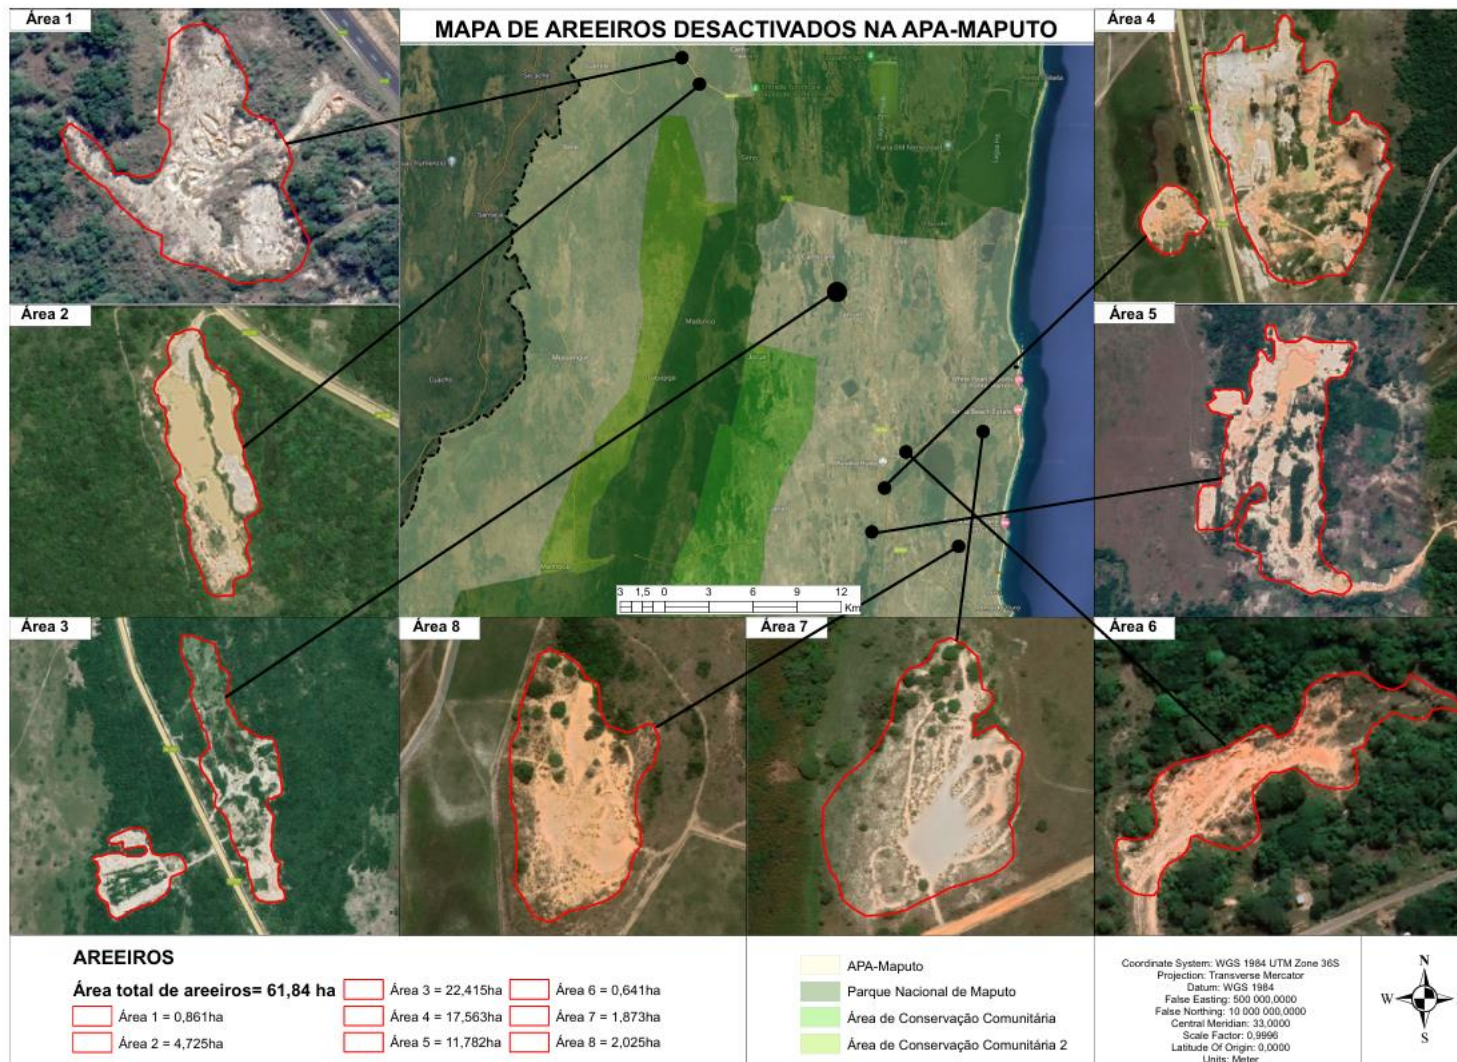 MAPA DE AREEIROS DESACTIVADOS NA APA-MAPUTO
Área 1
Área 2
Área 3
Área 4
Área 5
Área 6
Área 7
Área 8
Madjuva
3 1,5 0 3 6 9 12
Km
AREEIROS
Área total de areeiros= 61,84 ha
Área 1 = 0,861ha
Área 2 = 4,725ha
Área 3 = 22,415ha
Área 4 = 17,563ha
Área 5 = 11,782ha
Área 6 = 0,641ha
Área 7 = 1,873ha
Área 8 = 2,025ha
APA-Maputo
Parque Nacional de Maputo
Área de Conservação Comunitária
Área de Conservação Comunitária 2
Coordinate System: WGS 1984 UTM Zone 36S
Projection: Transverse Mercator
Datum: WGS 1984
False Easting: 500 000,0000
False Northing: 10 000 000,0000
Central Meridian: 33,0000
Scale Factor: 0,9996
Latitude Of Origin: 0,0000
Units: Meter
N
W E
S